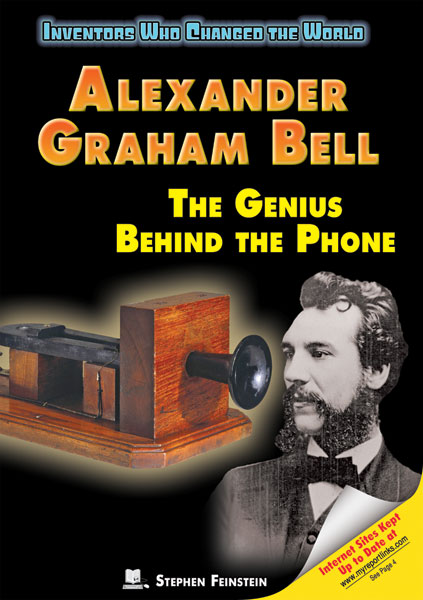 INVENTORS WHO CHANGED THE WORLD
ALEXANDER
GRAHAM BELL
THE GENIUS
BEHIND THE PHONE
Internet Sites Kept
Up to Date at
www.myreportlinks.com
See Page 4
STEPHEN FEINSTEIN